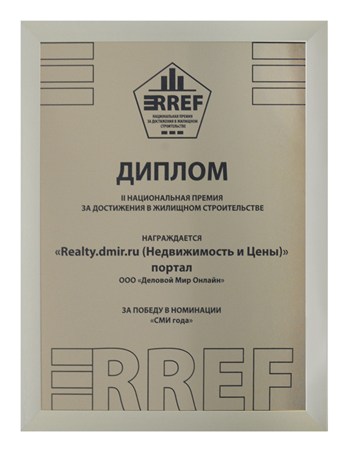 RREF
НАЦИОНАЛЬНАЯ ПРЕМИЯ
ЗА ДОСТИЖЕНИЯ В ЖИЛИЩНОМ
СТРОИТЕЛЬСТВЕ
ДИПЛОМ
II НАЦИОНАЛЬНАЯ ПРЕМИЯ
ЗА ДОСТИЖЕНИЯ В ЖИЛИЩНОМ СТРОИТЕЛЬСТВЕ
НАГРАЖДАЕТСЯ
«Realty.dmir.ru (Недвижимость и Цены)»
портал
ООО «Деловой Мир Онлайн»
ЗА ПОБЕДУ В НОМИНАЦИИ
«СМИ года»
RREF